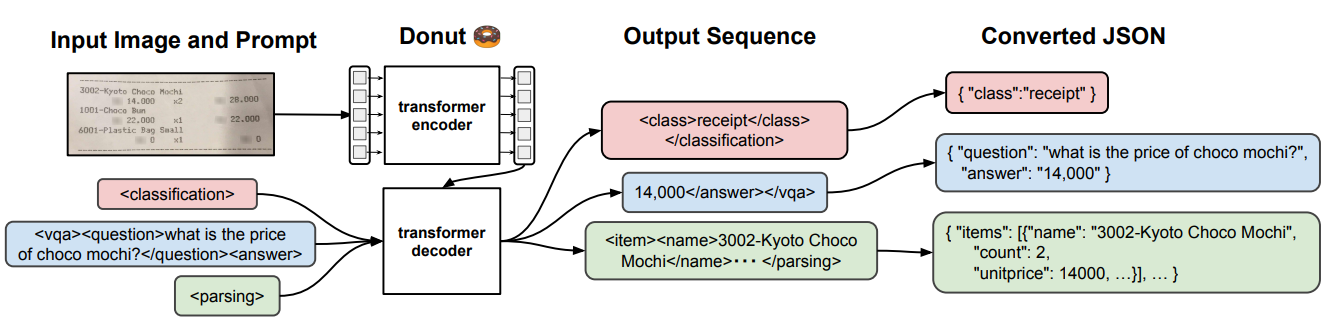 Input Image and Prompt
Donut
Output Sequence
Converted JSON
3002-Kyoto Choco Mochi
14.000 x2 28.000
1001-Choco Bun
22.000 x1 22.000
6001-Plastic Bag Small
0 x1 0
transformer
encoder
transformer
decoder
<classification>
<vqa><question>what is the price
of choco mochi?</question><answer>
<parsing>
<class>receipt</class>
</classification>
14,000</answer></vqa>
<item><name>3002-Kyoto Choco
Mochi</name>··· </parsing>
{ "class":"receipt" }
{ "question": "what is the price of choco mochi?",
"answer": "14,000" }
{ "items": [{"name": "3002-Kyoto Choco Mochi",
"count": 2,
"unitprice": 14000, …}], … }